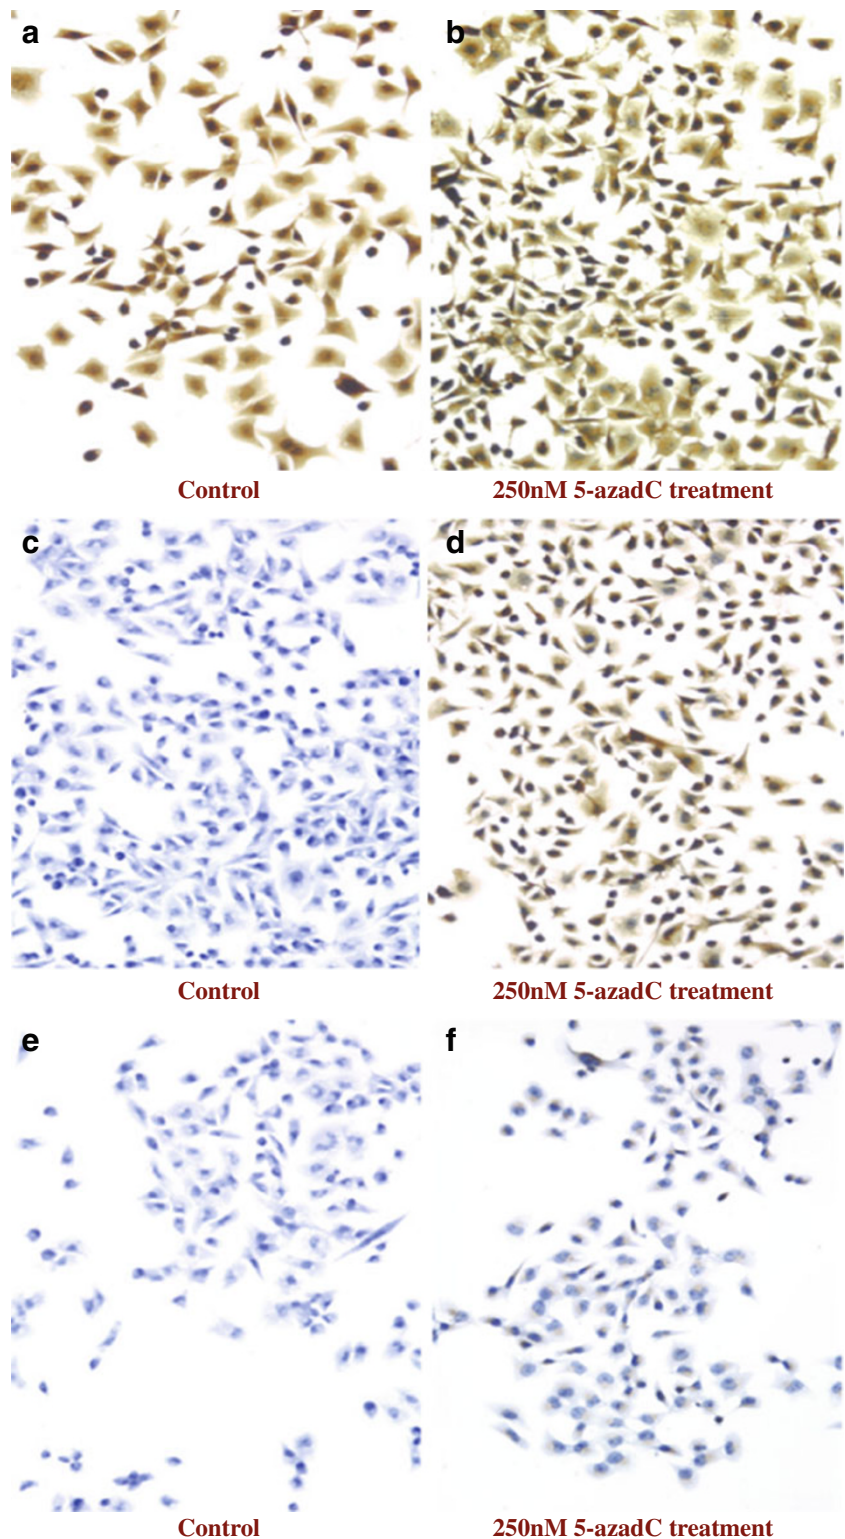 a b
Control 250nM 5-azadC treatment
c d
Control 250nM 5-azadC treatment
e f
Control 250nM 5-azadC treatment